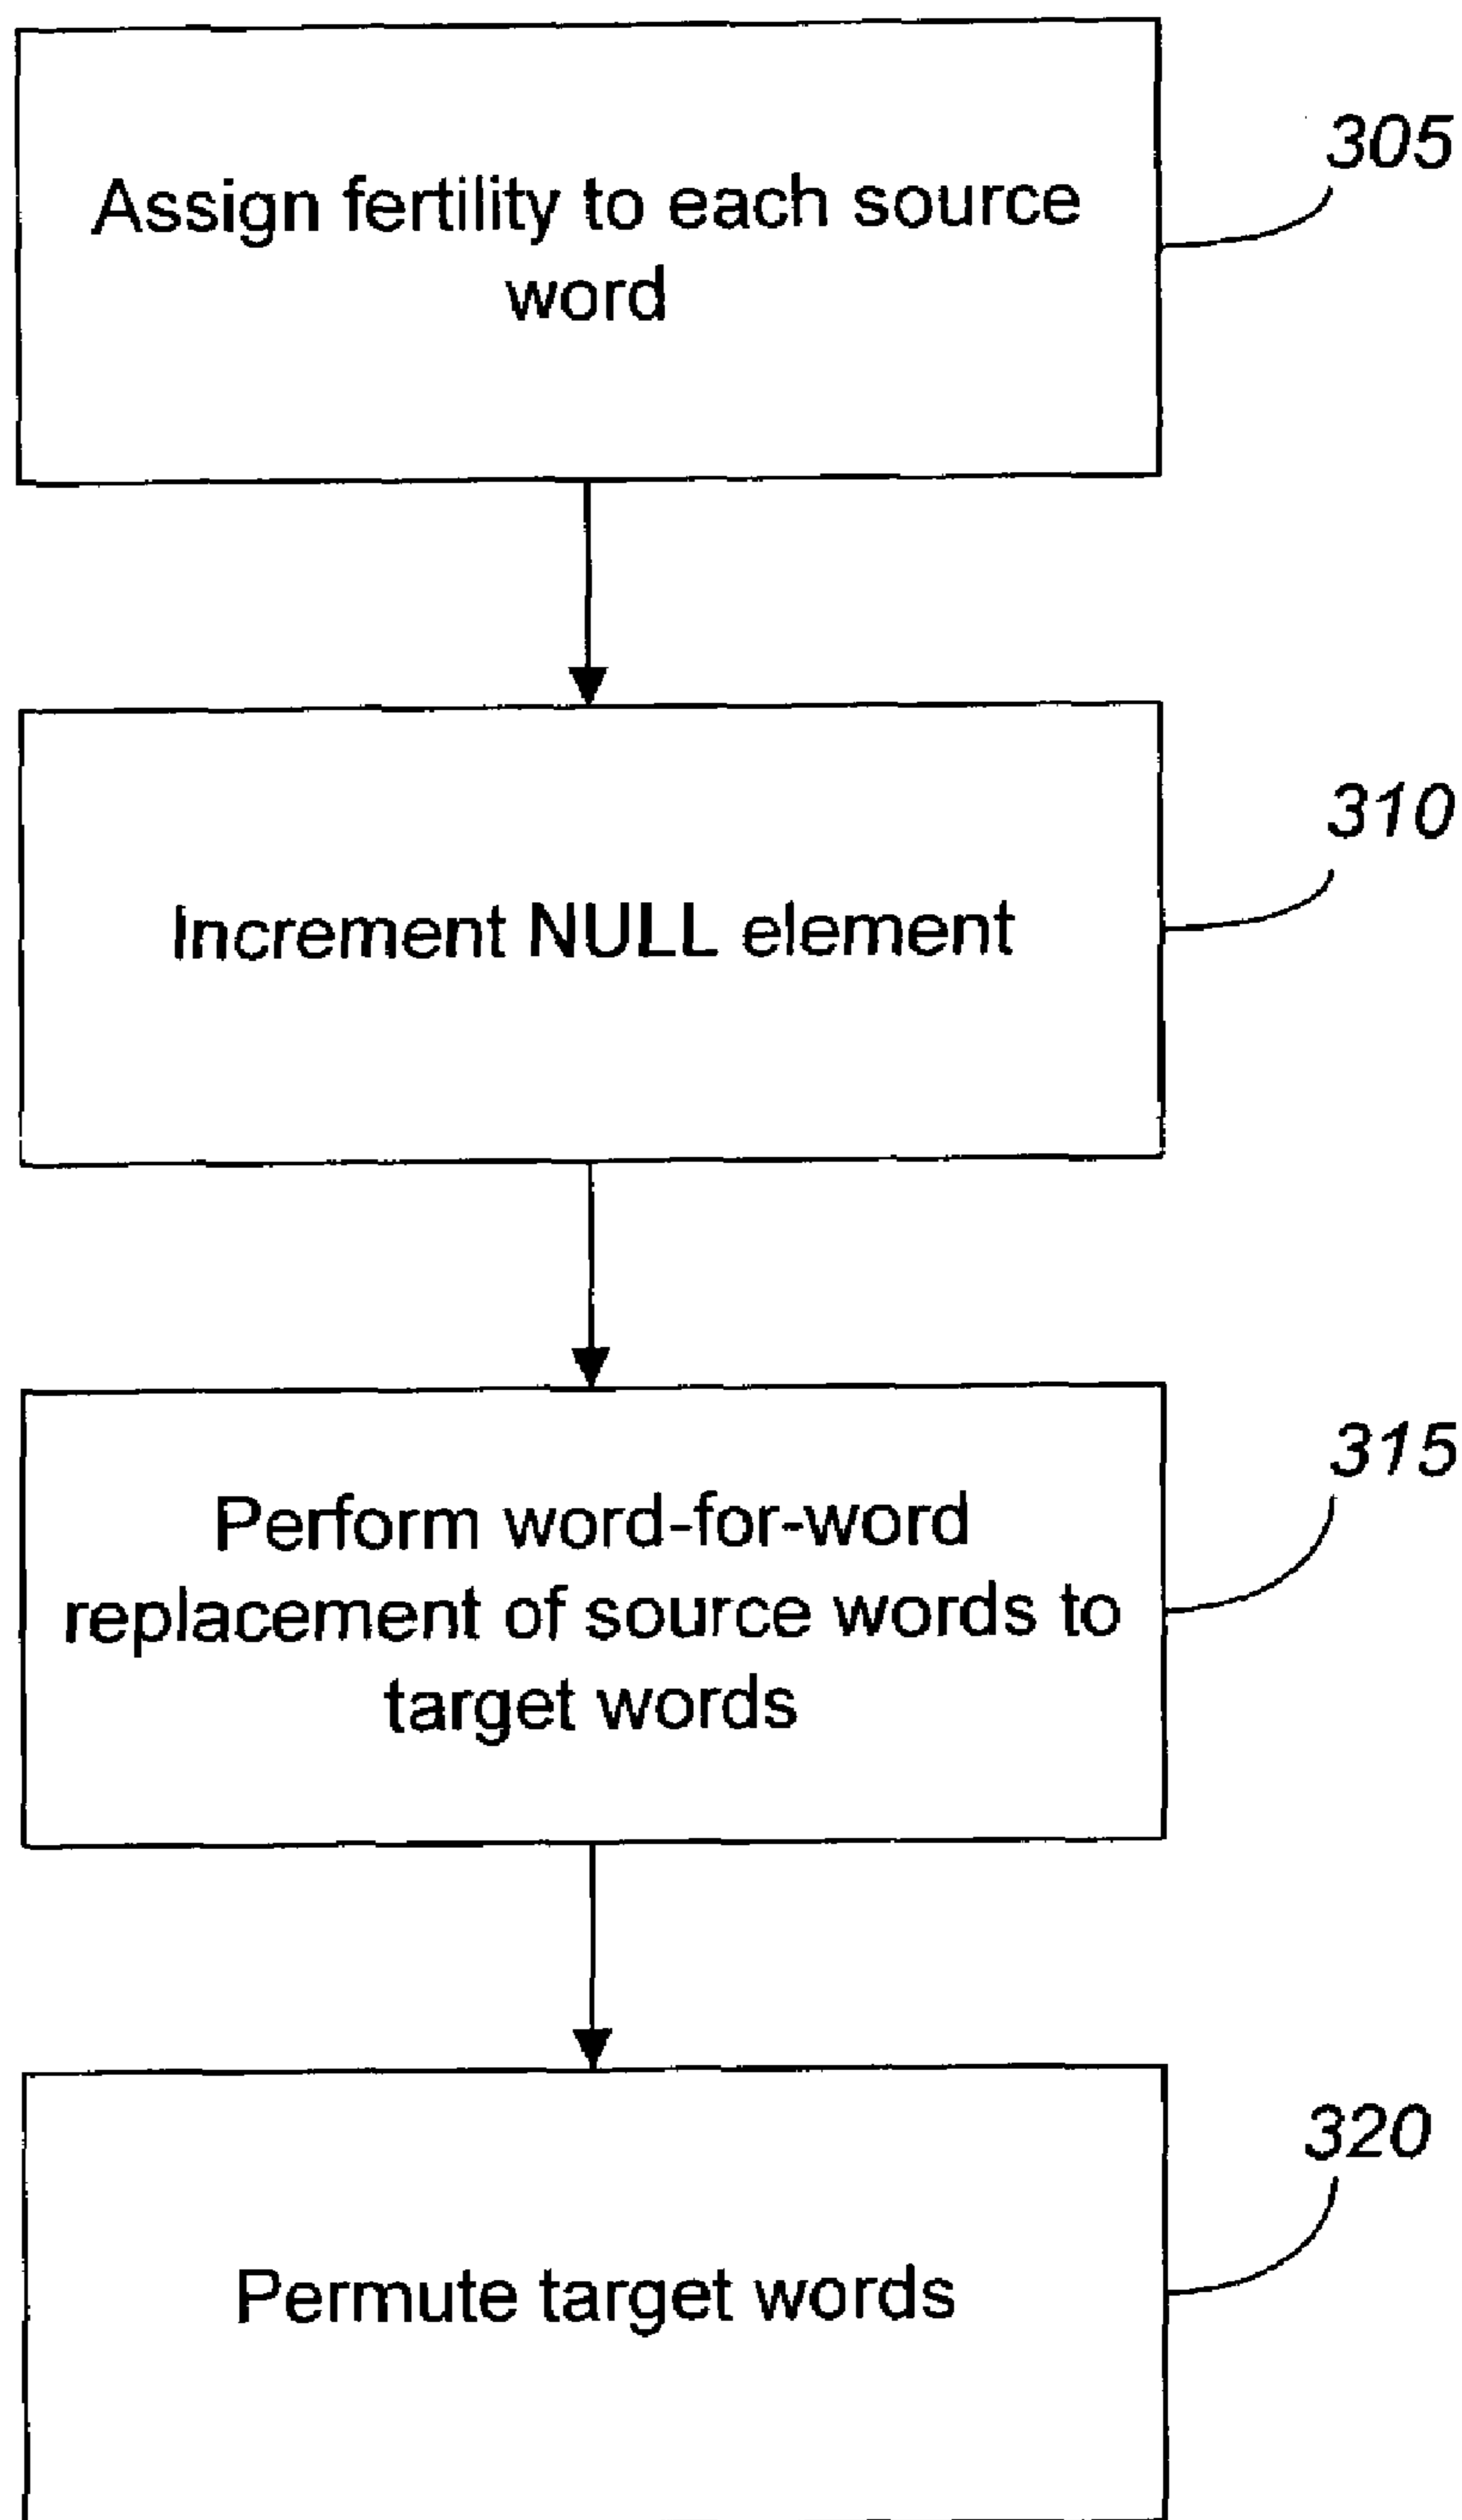 305
Assign fertility to each source
word
310
Increment NULL element
315
Perform word-for-word
replacement of source words to
target words
320
Permute target words